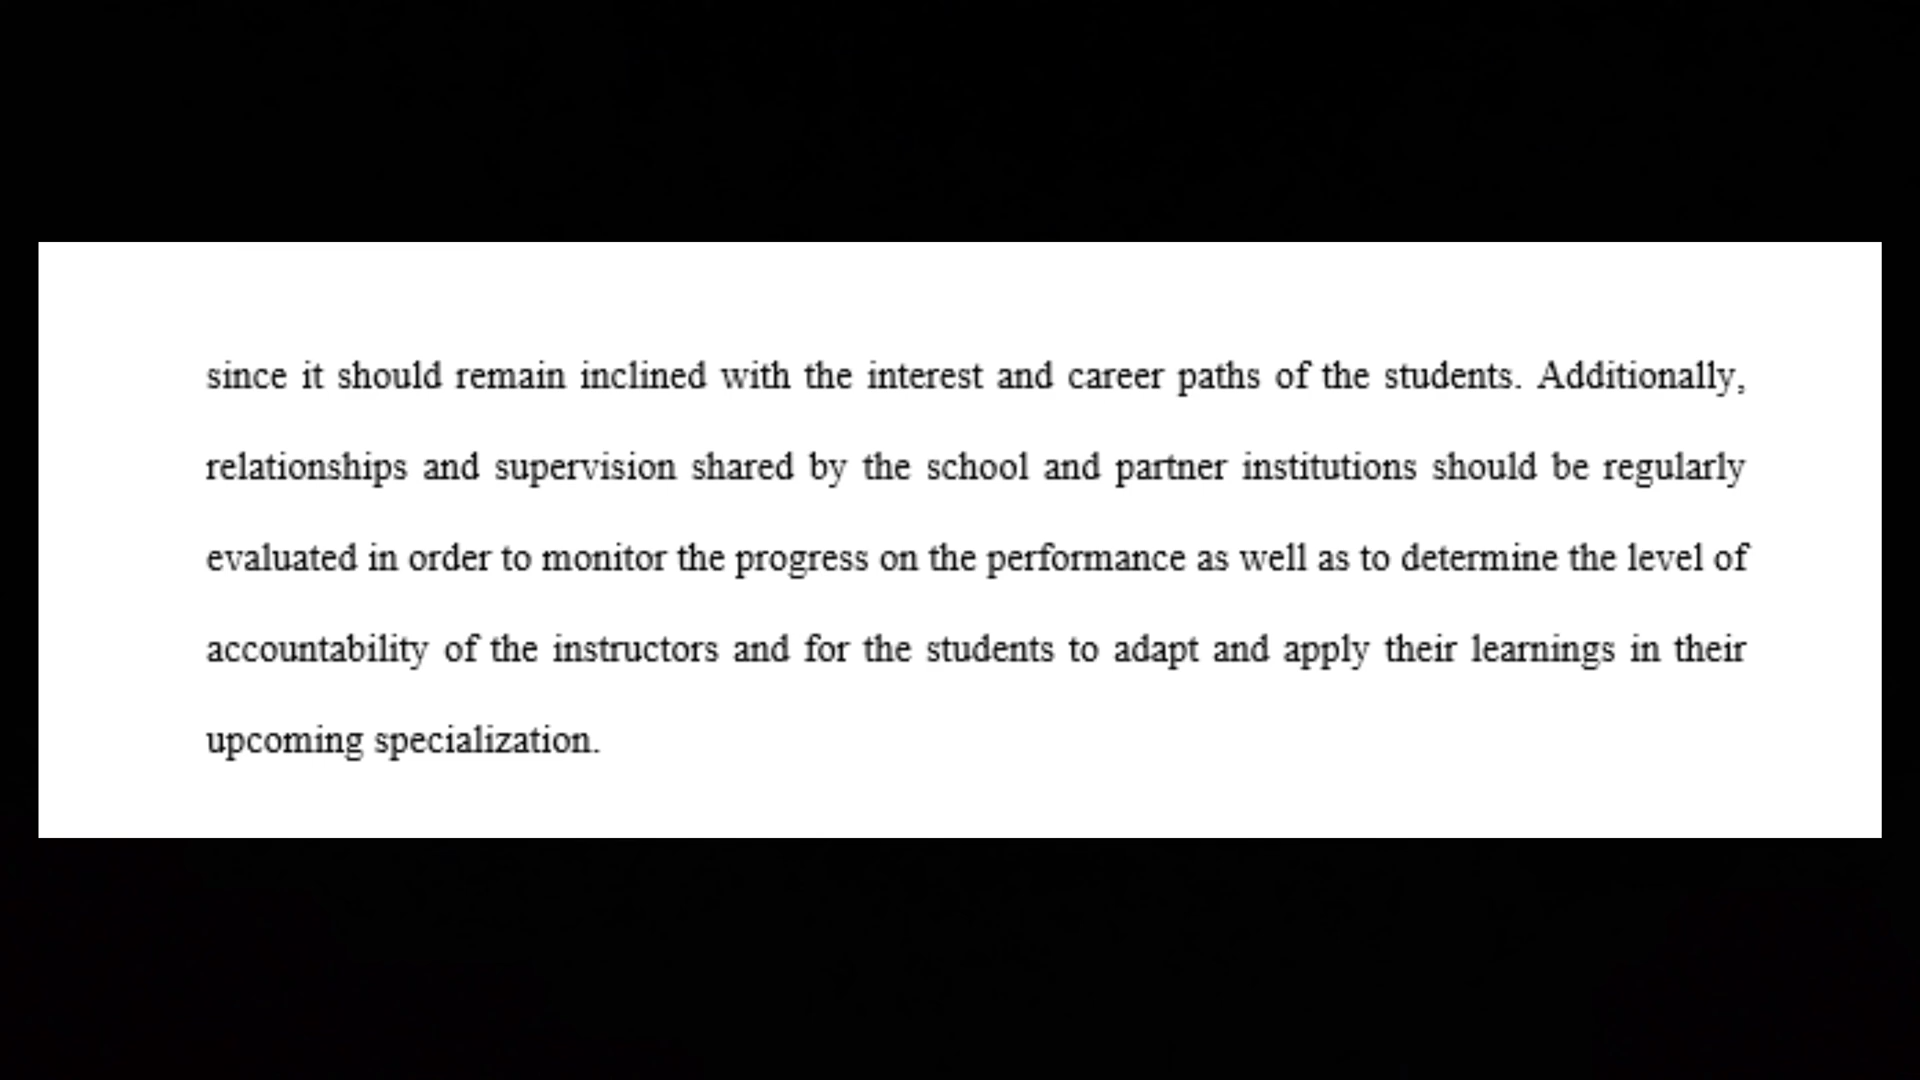 since it should remain inclined with the interest and career paths of the students. Additionally,
relationships and supervision shared by the school and partner institutions should be regularly
evaluated in order to monitor the progress on the performance as well as to determine the level of
accountability of the instructors and for the students to adapt and apply their learnings in their
upcoming specialization.